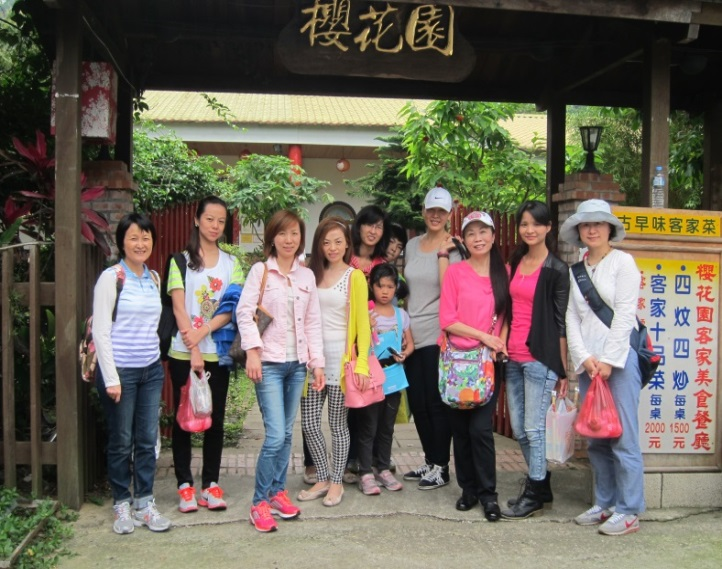 櫻花園
古早味客家菜
櫻花園客家美食餐廳
・四炆四炒 每桌1500元
・客家十力菜 每桌2000元